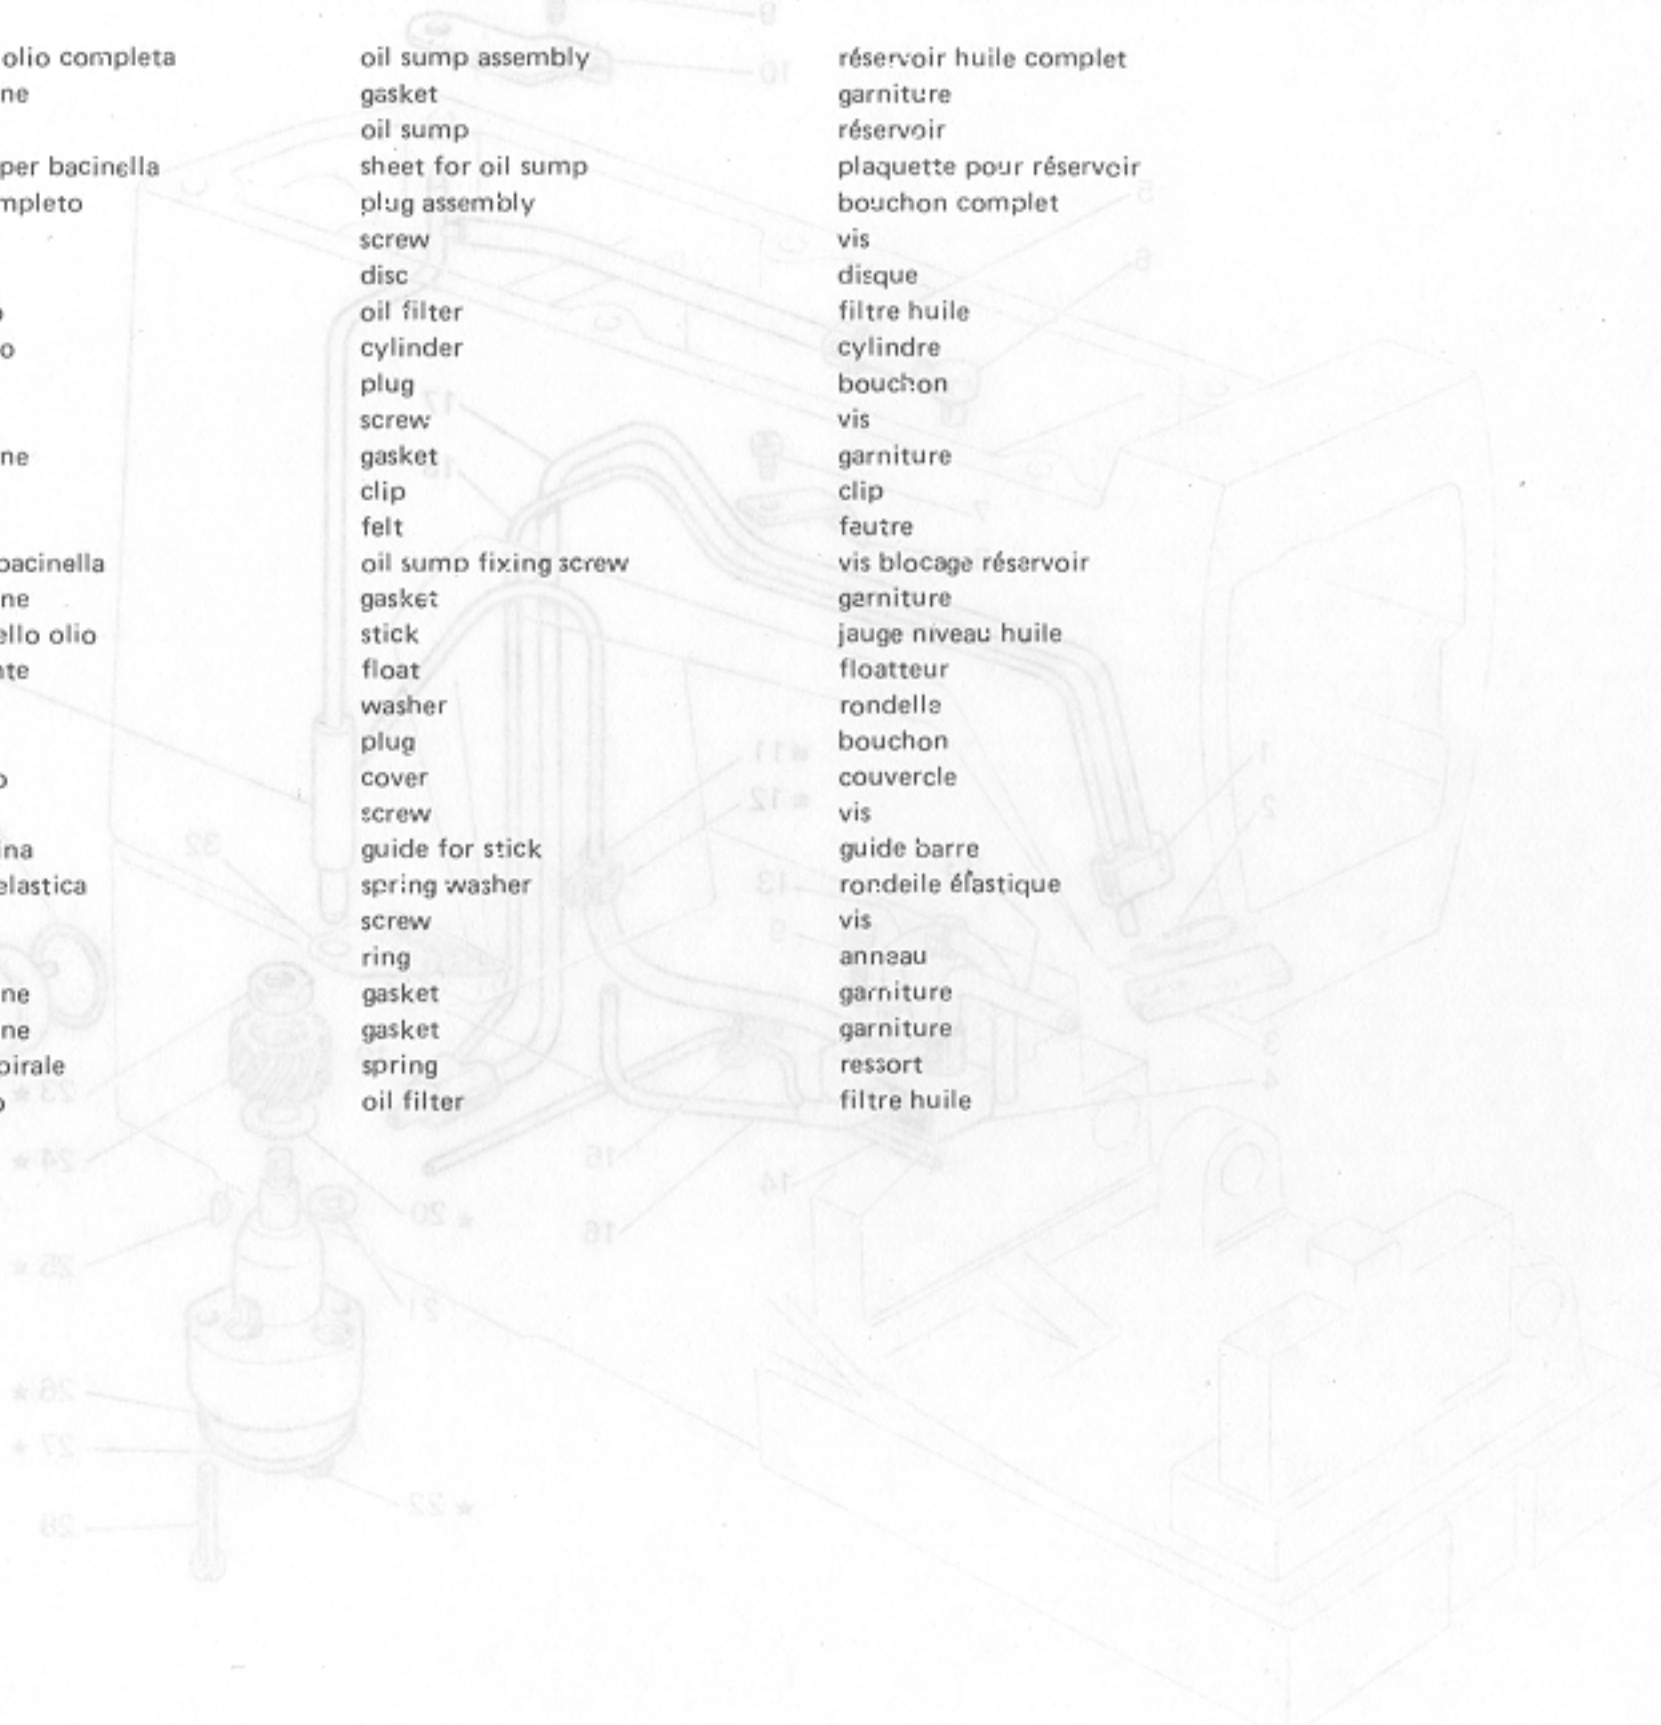 olio completa oil sump assembly réservoir huile complet
ne gasket garniture
oil sump réservoir
per bacinella sheet for oil sump plaquette pour réservoir
mpleto plug assembly bouchon complet
screw vis
disc disque
o oil filter filtre huile
o cylinder cylindre
plug bouchon
screw vis
ne gasket garniture
clip clip
felt feutre
bacinella oil sump fixing screw vis blocage réservoir
ne gasket garniture
ello olio stick jauge niveau huile
nte float floatteur
washer rondelle
plug bouchon
o cover couvercle
screw vis
ina guide for stick guide barre
elastica spring washer rondelle élastique
screw vis
ring anneau
ne gasket garniture
ne gasket garniture
pirale spring ressort
o oil filter filtre huile